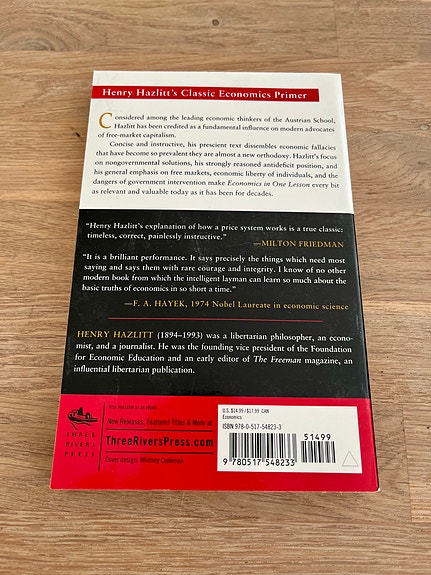 Henry Hazlitt's Classic Economics Primer
Considered among the leading economic thinkers of the Austrian School,
Hazlitt has been credited as a fundamental influence on modern advocates
of free-market capitalism.
Concise and instructive, his prescient text dissembles economic fallacies
that have become so prevalent they are almost a new orthodoxy. Hazlitt's focus
on nongovernmental solutions, his strongly reasoned antideficit position, and
his general emphasis on free markets, economic liberty of individuals, and the
dangers of government intervention make Economics in One Lesson every bit
as relevant and valuable today as it has been for decades.
"Henry Hazlitt's explanation of how a price system works is a true classic:
timeless, correct, painlessly instructive."
—MILTON FRIEDMAN
"It is a brilliant performance. It says precisely the things which need most
saying and says them with rare courage and integrity. I know of no other
modern book from which the intelligent layman can learn so much about the
basic truths of economics in so short a time."
—F. A. HAYEK, 1974 Nobel Laureate in economic science
HENRY HAZLITT (1894–1993) was a libertarian philosopher, an econo-
mist, and a journalist. He was the founding vice president of the Foundation
for Economic Education and an early editor of The Freeman magazine, an
influential libertarian publication.
THREE
RIVERS
PRESS
Also available as an eBook
New Releases, Featured Titles & More at
ThreeRiversPress.com
Cover design: Whitney Cookman
U.S. $14.99 / $17.99 CAN
Economics
ISBN 978-0-517-54823-3
51499
9 780517 548233